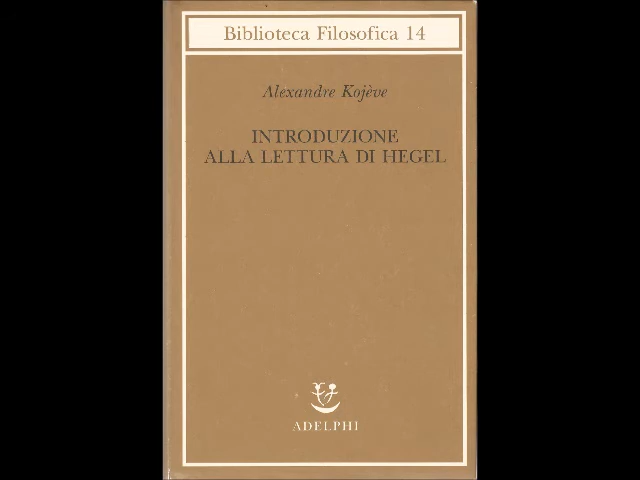 Biblioteca Filosofica 14
Alexandre Kojève
INTRODUZIONE
ALLA LETTURA DI HEGEL
ADELPHI